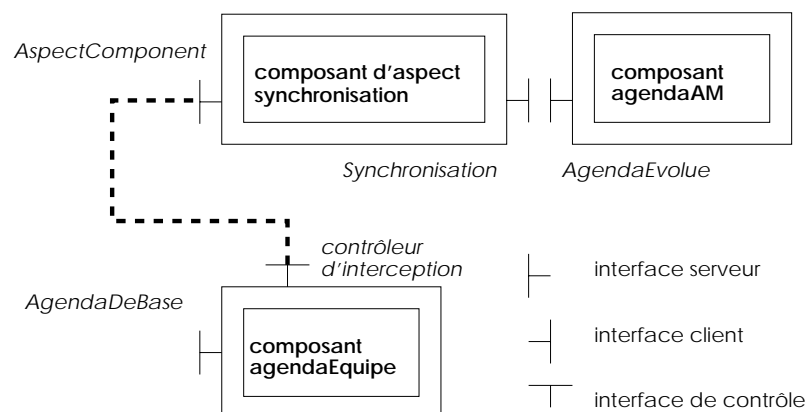 AspectComponent
composant d'aspect
synchronisation
composant
agendaAM
Synchronisation
AgendaEvolue
contrôleur
d'interception
AgendaDeBase
composant
agendaEquipe
interface serveur
interface client
interface de contrôle